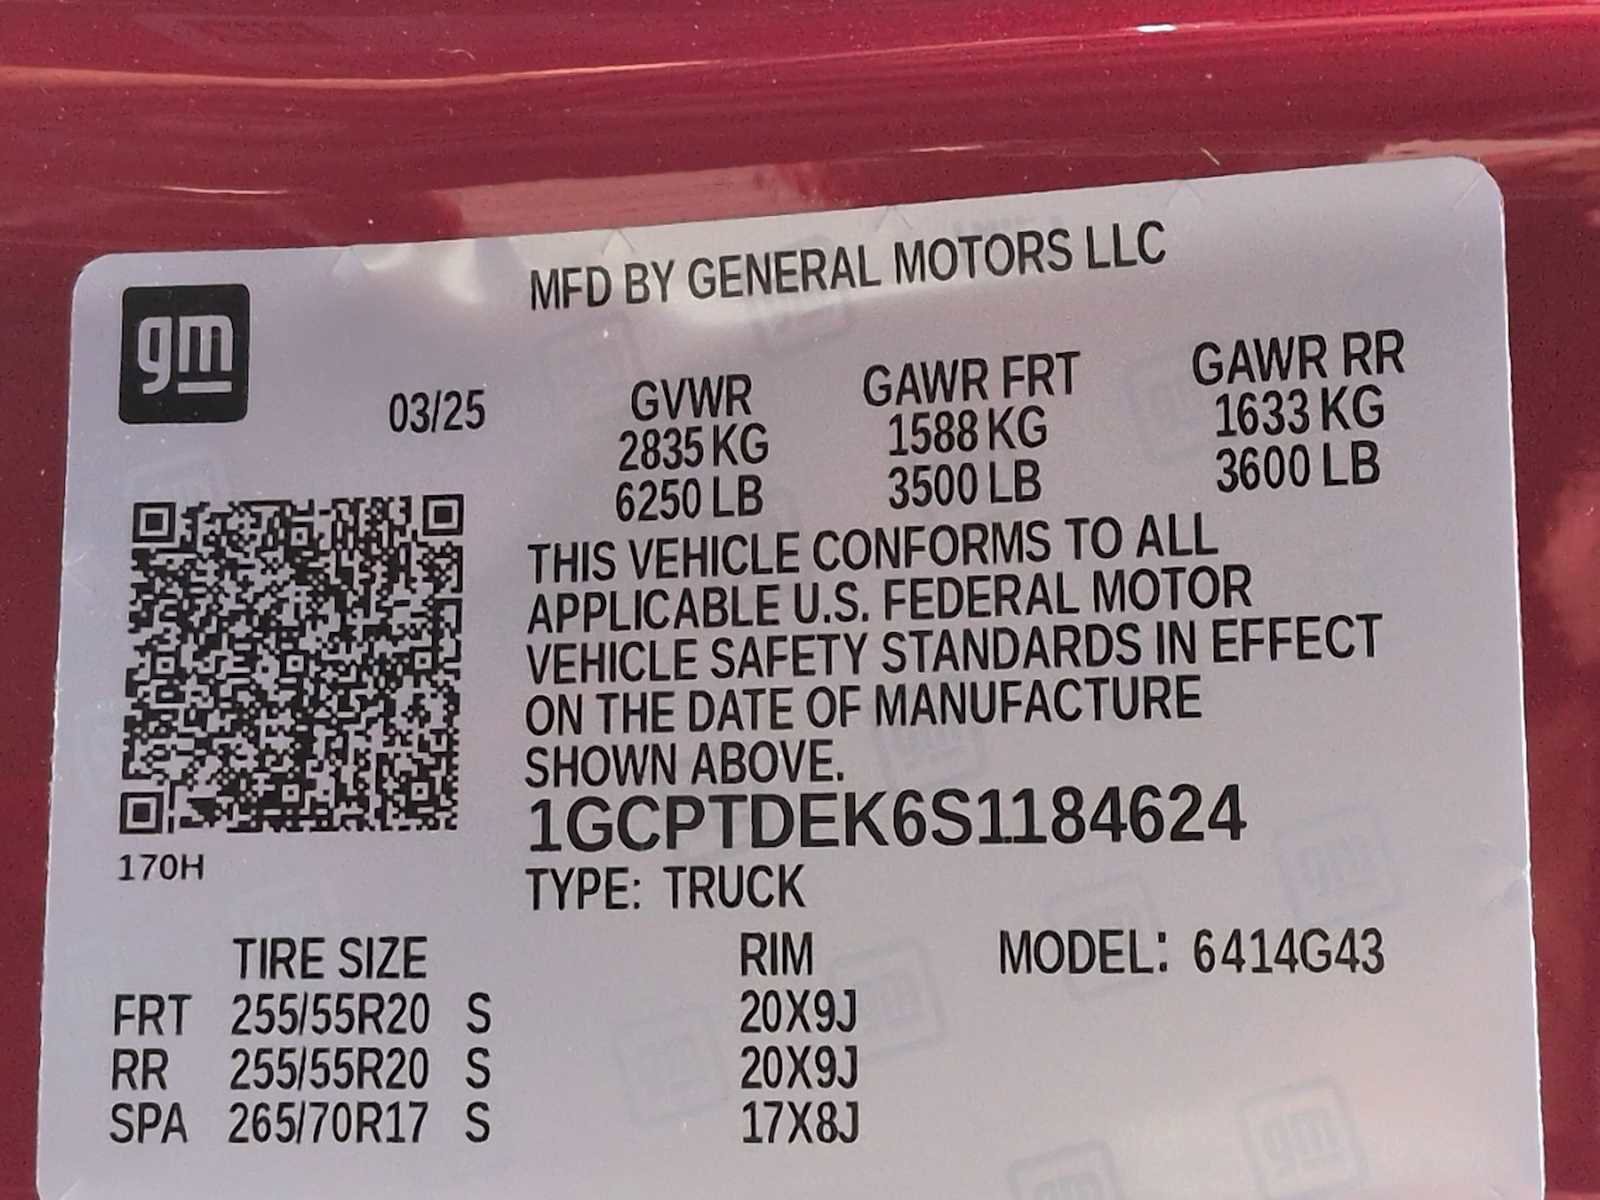 MFD BY GENERAL MOTORS LLC
gm
03/25
GVWR GAWR FRT GAWR RR
2835 KG 1588 KG 1633 KG
6250 LB 3500 LB 3600 LB
THIS VEHICLE CONFORMS TO ALL
APPLICABLE U.S. FEDERAL MOTOR
VEHICLE SAFETY STANDARDS IN EFFECT
ON THE DATE OF MANUFACTURE
SHOWN ABOVE.
1GCPTDEK6S1184624
170H
TYPE: TRUCK
TIRE SIZE RIM MODEL: 6414G43
FRT 255/55R20 S 20X9J
RR 255/55R20 S 20X9J
SPA 265/70R17 S 17X8J